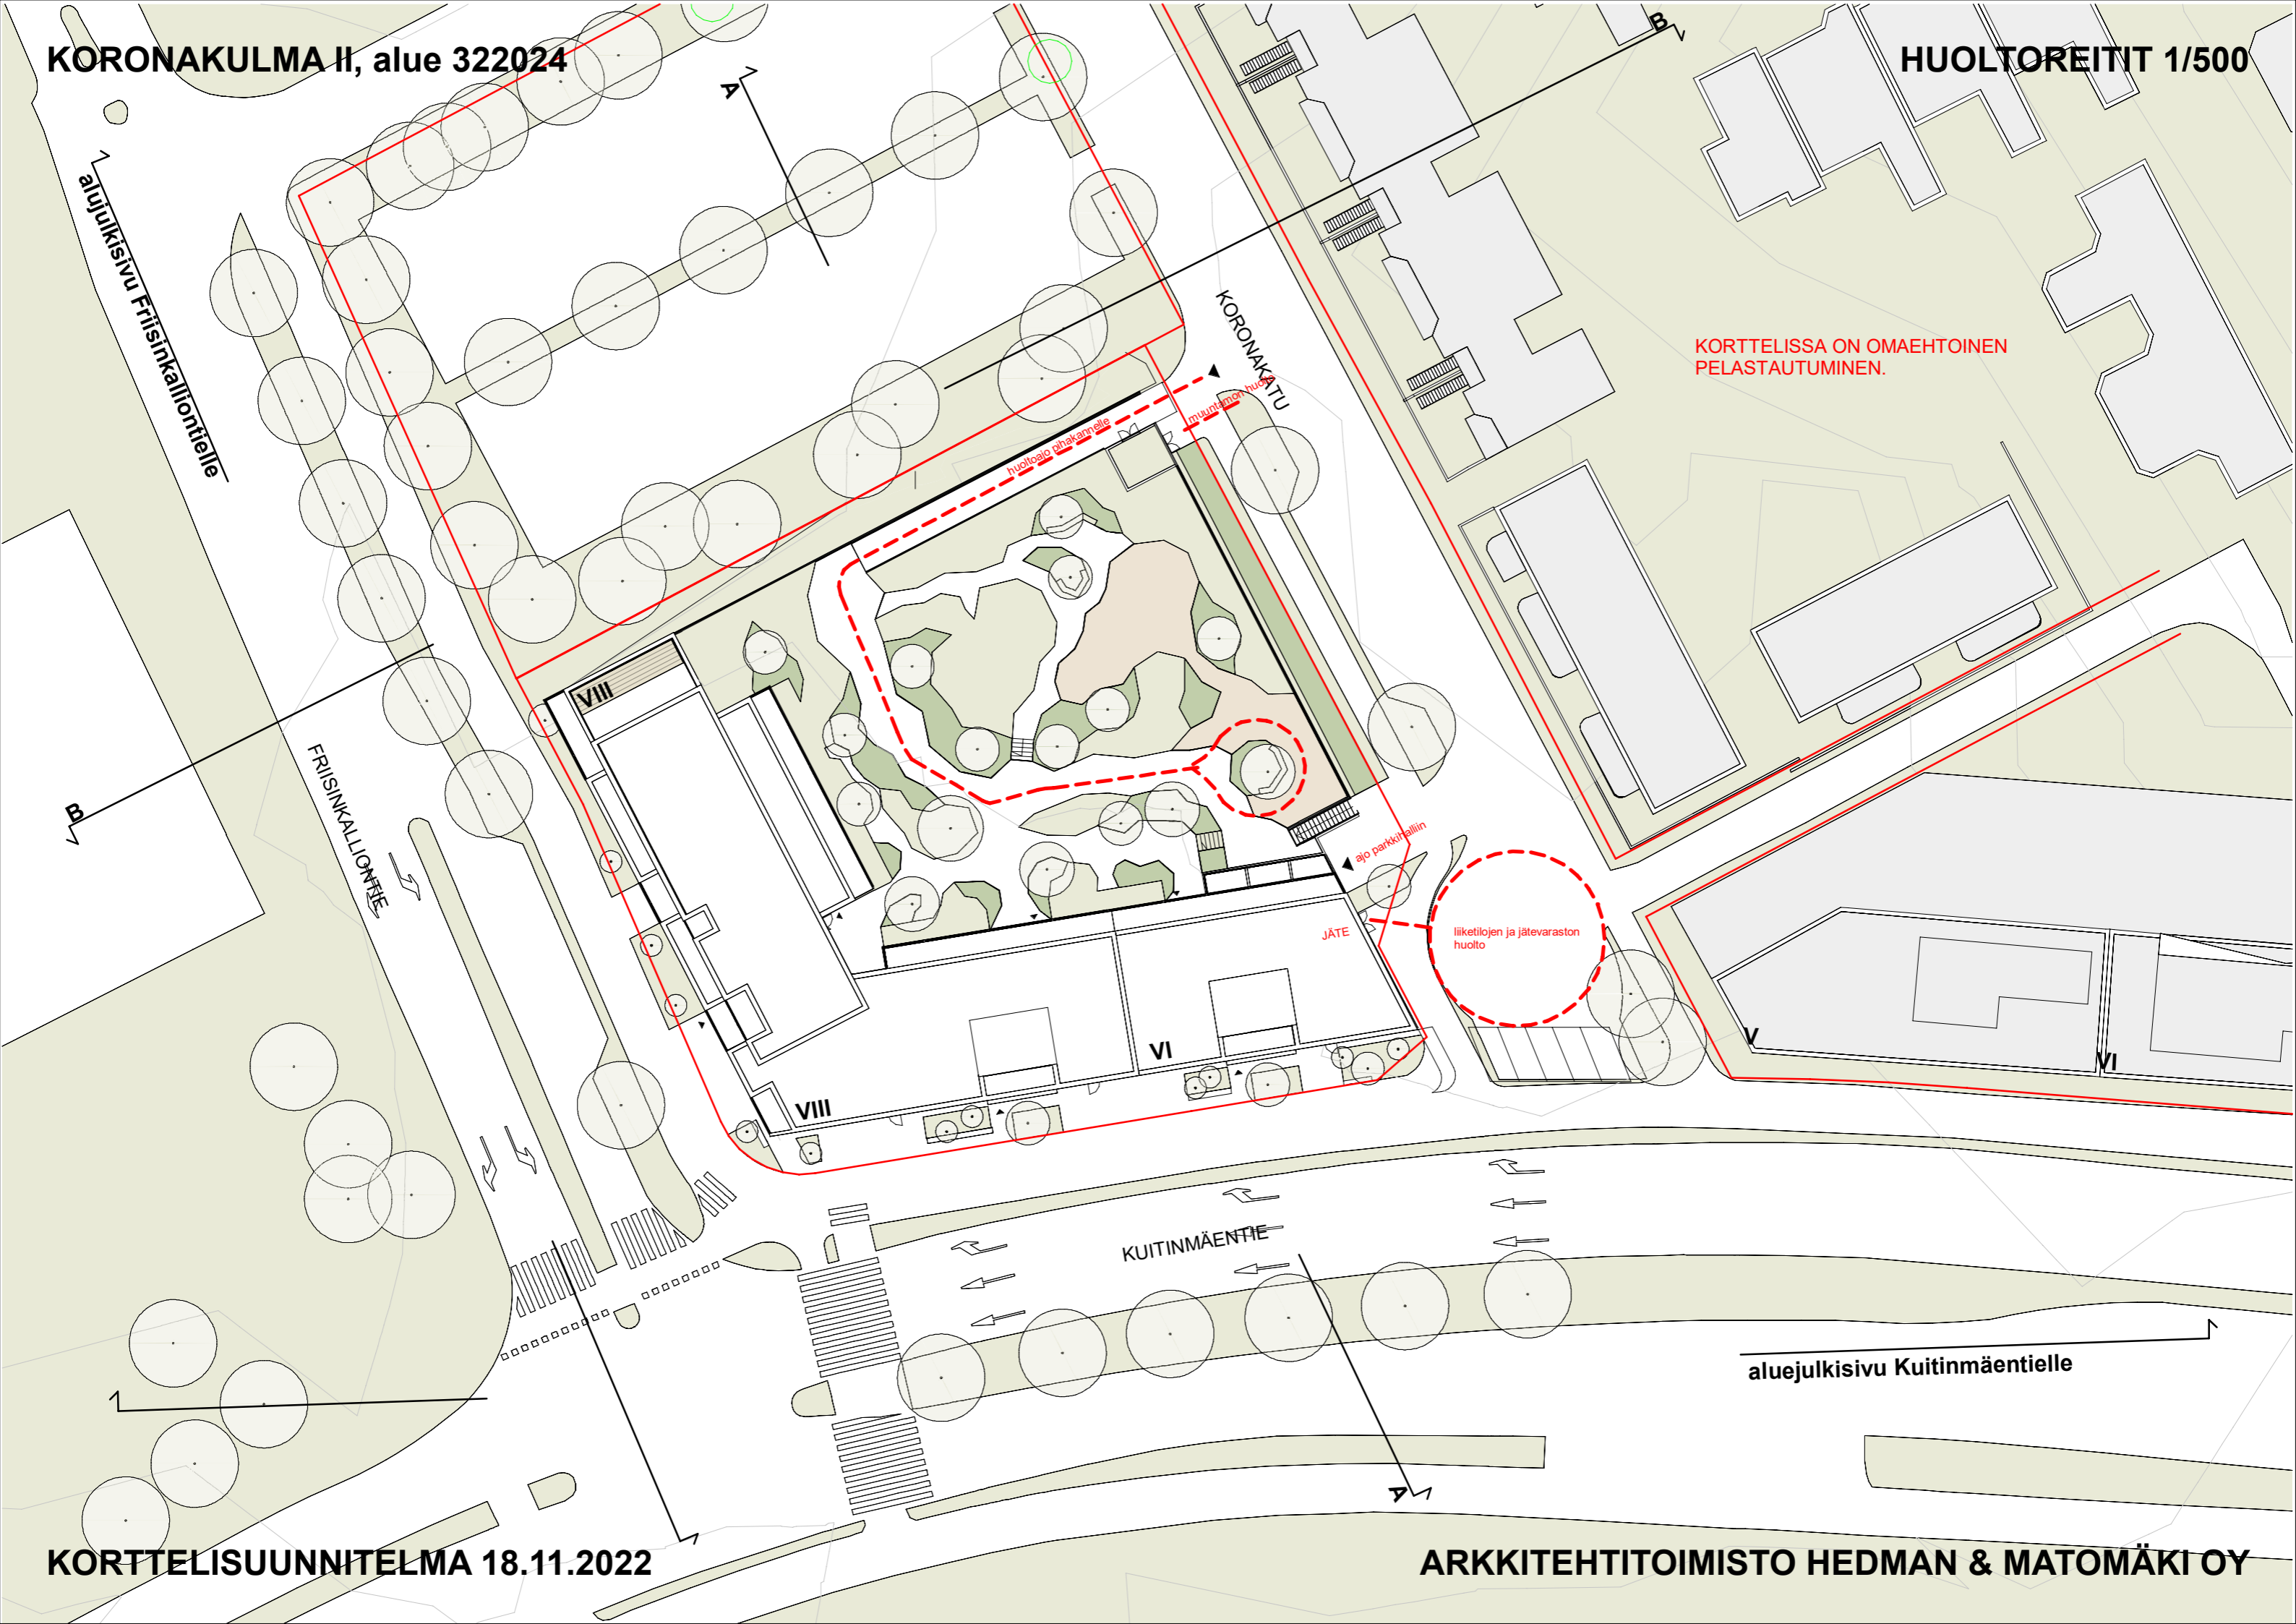 KORONAKULMA II, alue 322024
HUOLTOREITIT 1/500
B
A
alujulkisivu Friisinkalliontielle
KORONAKATU
KORTTELISSA ON OMAEHTOINEN
PELASTAUTUMINEN.
muuntamon huolto
huoltoajo pihakannelle
VIII
FRIISINKALLIONTIE
B
ajo parkkihalliin
JÄTE
liiketilojen ja jätevaraston
huolto
V
VI
VI
VIII
KUITINMÄENTIE
aluejulkisivu Kuitinmäentielle
A
KORTTELISUUNNITELMA 18.11.2022
ARKKITEHTITOIMISTO HEDMAN & MATOMÄKI OY